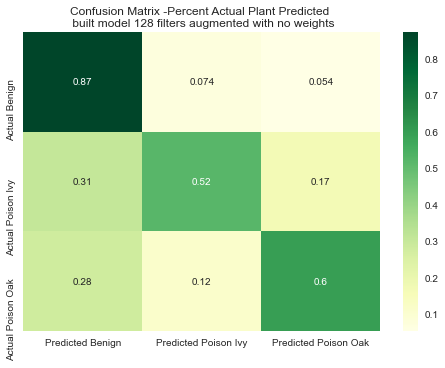 Confusion Matrix -Percent Actual Plant Predicted
built model 128 filters augmented with no weights
Actual Benign
0.87 0.074 0.054
Actual Poison Ivy
0.31 0.52 0.17
Actual Poison Oak
0.28 0.12 0.6
Predicted Benign Predicted Poison Ivy Predicted Poison Oak
0.8
0.7
0.6
0.5
0.4
0.3
0.2
0.1